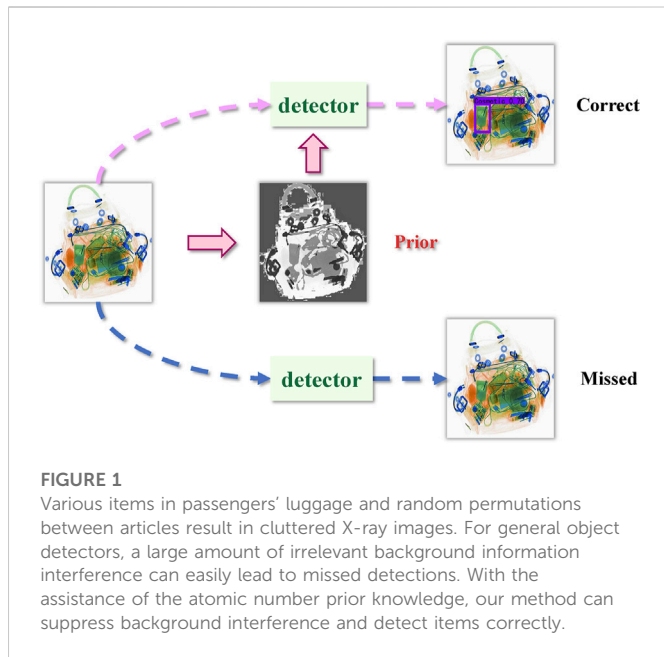 detector
Correct
Prior
detector
Missed
FIGURE 1
Various items in passengers’ luggage and random permutations
between articles result in cluttered X-ray images. For general object
detectors, a large amount of irrelevant background information
interference can easily lead to missed detections. With the
assistance of the atomic number prior knowledge, our method can
suppress background interference and detect items correctly.